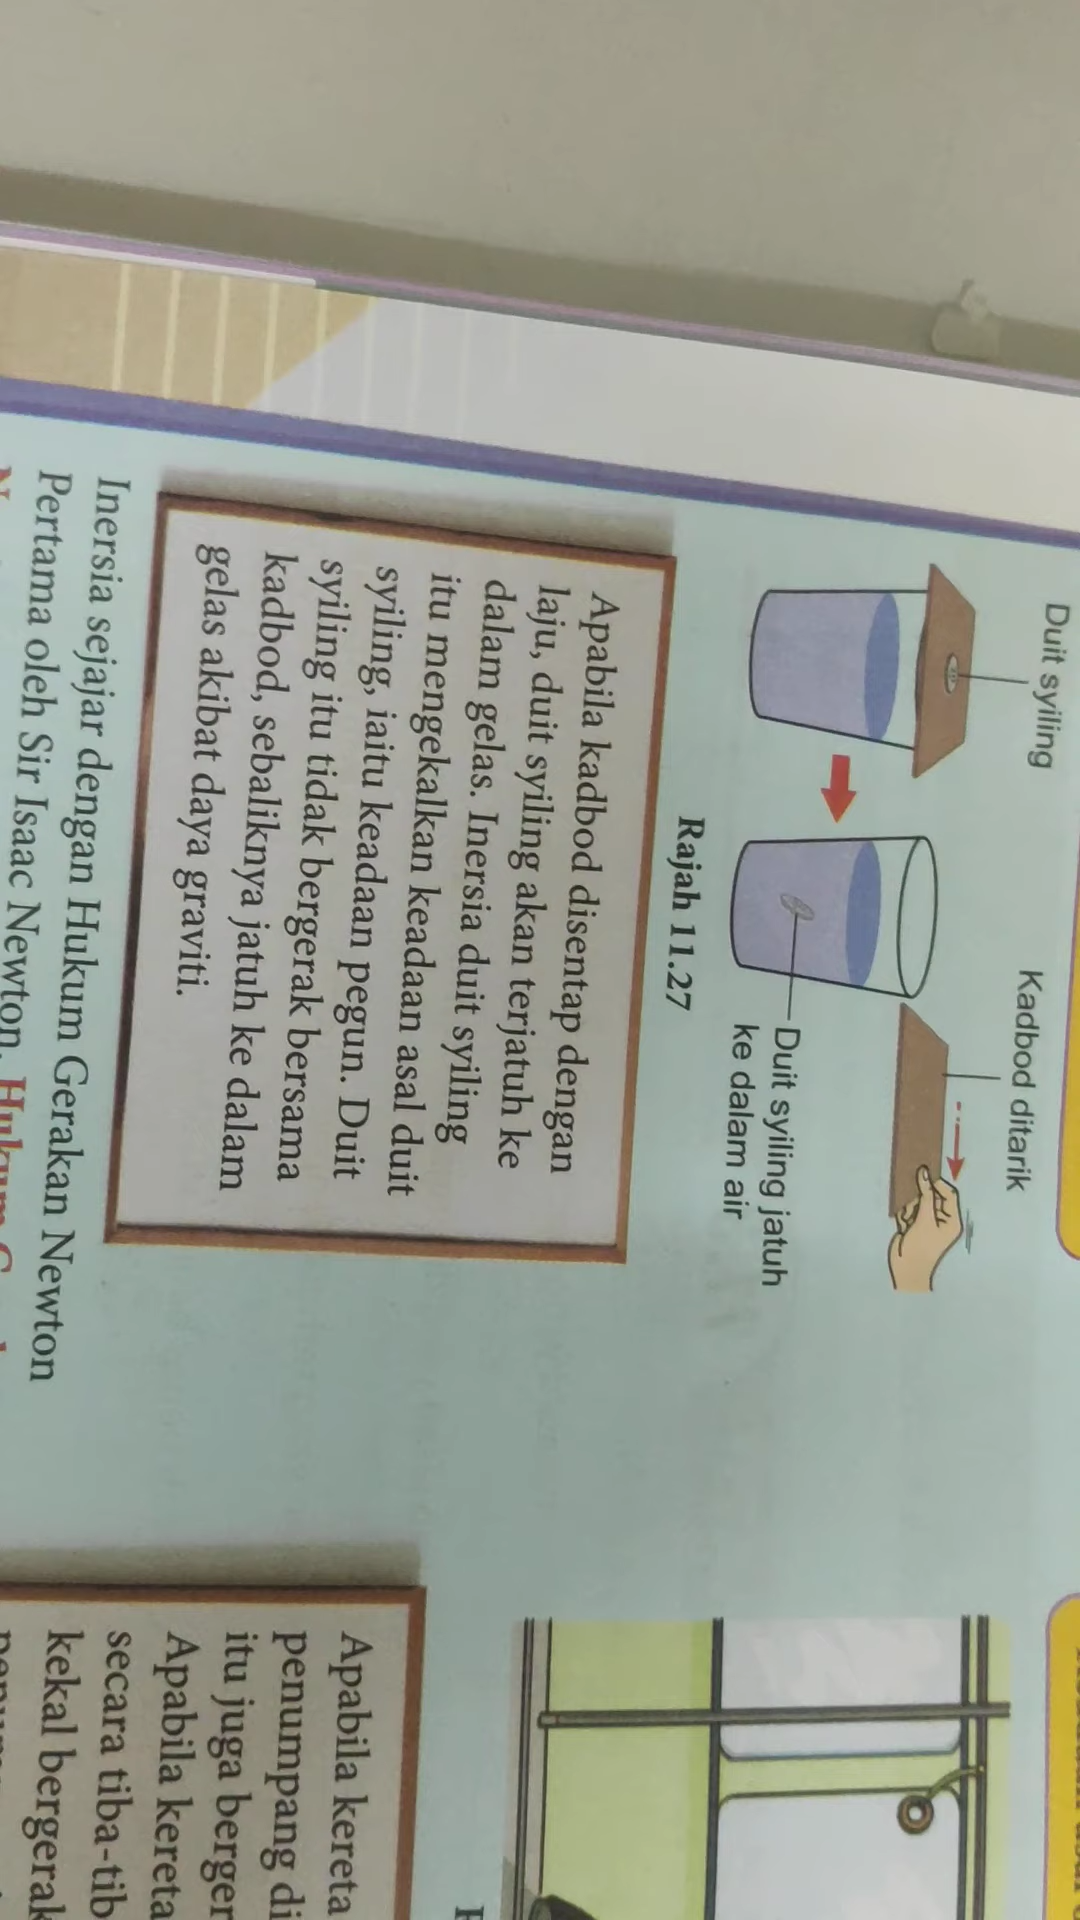 Duit syiling
Kadbod ditarik
Duit syiling jatuh
ke dalam air
Rajah 11.27
Apabila kadbod disentap dengan
laju, duit syiling akan terjatuh ke
dalam gelas. Inersia duit syiling
itu mengekalkan keadaan asal duit
syiling, iaitu keadaan pegun. Duit
syiling itu tidak bergerak bersama
kadbod, sebaliknya jatuh ke dalam
gelas akibat daya graviti.
Inersia sejajar dengan Hukum Gerakan Newton
Pertama oleh Sir Isaac Newton. Hukum
Apabila kereta
penumpang di
itu juga berger
Apabila kereta
secara tiba-tib
kekal bergerak